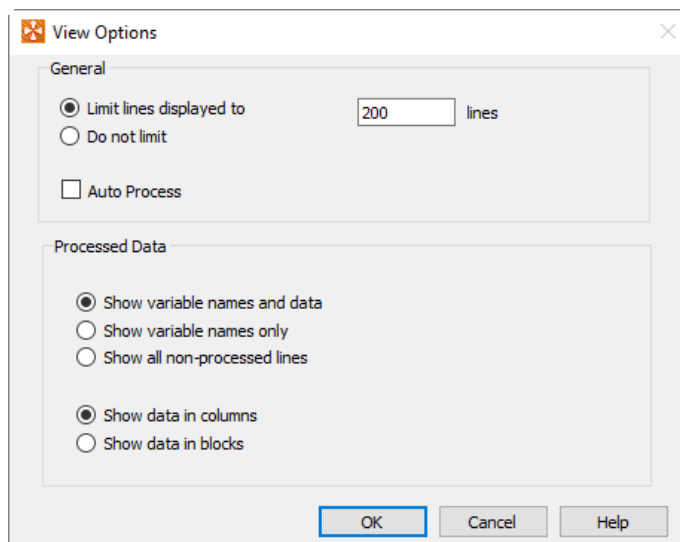 View Options
General
Limit lines displayed to 200 lines
Do not limit
Auto Process
Processed Data
Show variable names and data
Show variable names only
Show all non-processed lines
Show data in columns
Show data in blocks
OK Cancel Help